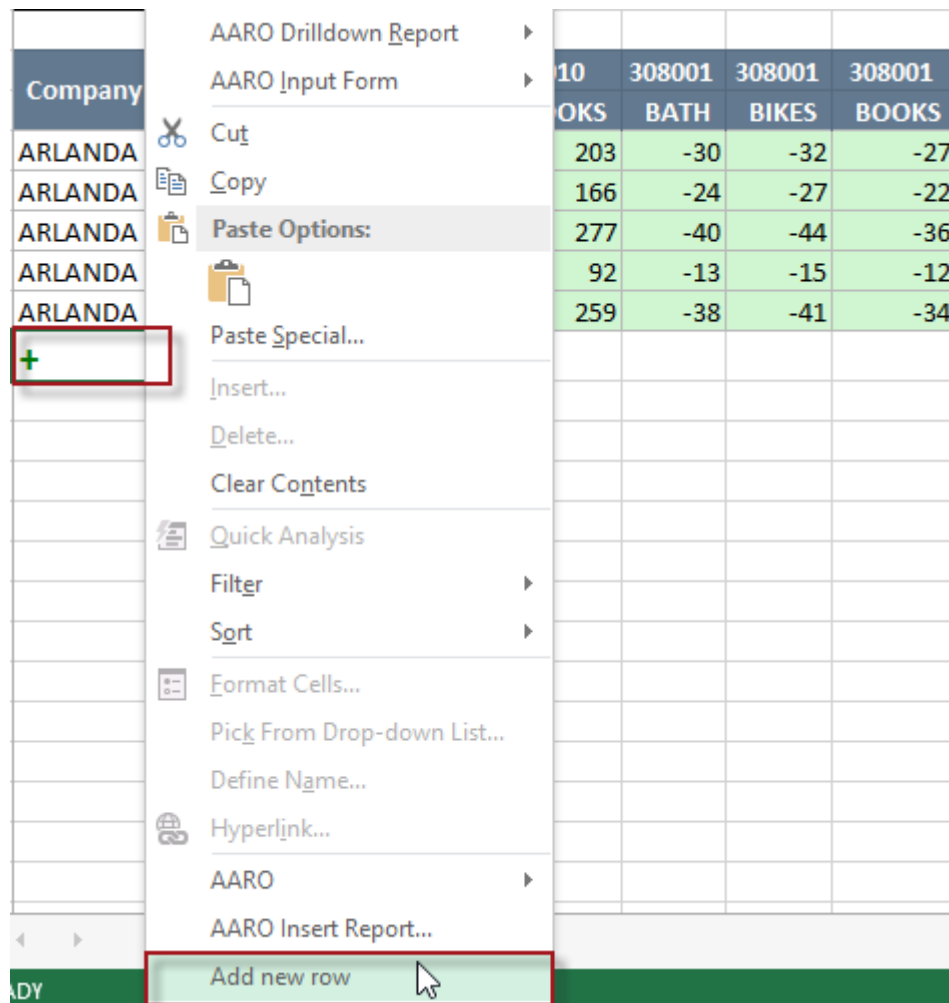 AARO Drilldown Report
AARO Input Form
Cut
Copy
Paste Options:
Paste Special...
Insert...
Delete...
Clear Contents
Quick Analysis
Filter
Sort
Format Cells...
Pick From Drop-down List...
Define Name...
Hyperlink...
AARO
AARO Insert Report...
Add new row
Company
10 308001 308001 308001
OKS BATH BIKES BOOKS
ARLANDA 203 -30 -32 -27
ARLANDA 166 -24 -27 -22
ARLANDA 277 -40 -44 -36
ARLANDA 92 -13 -15 -12
ARLANDA 259 -38 -41 -34
+
ADY